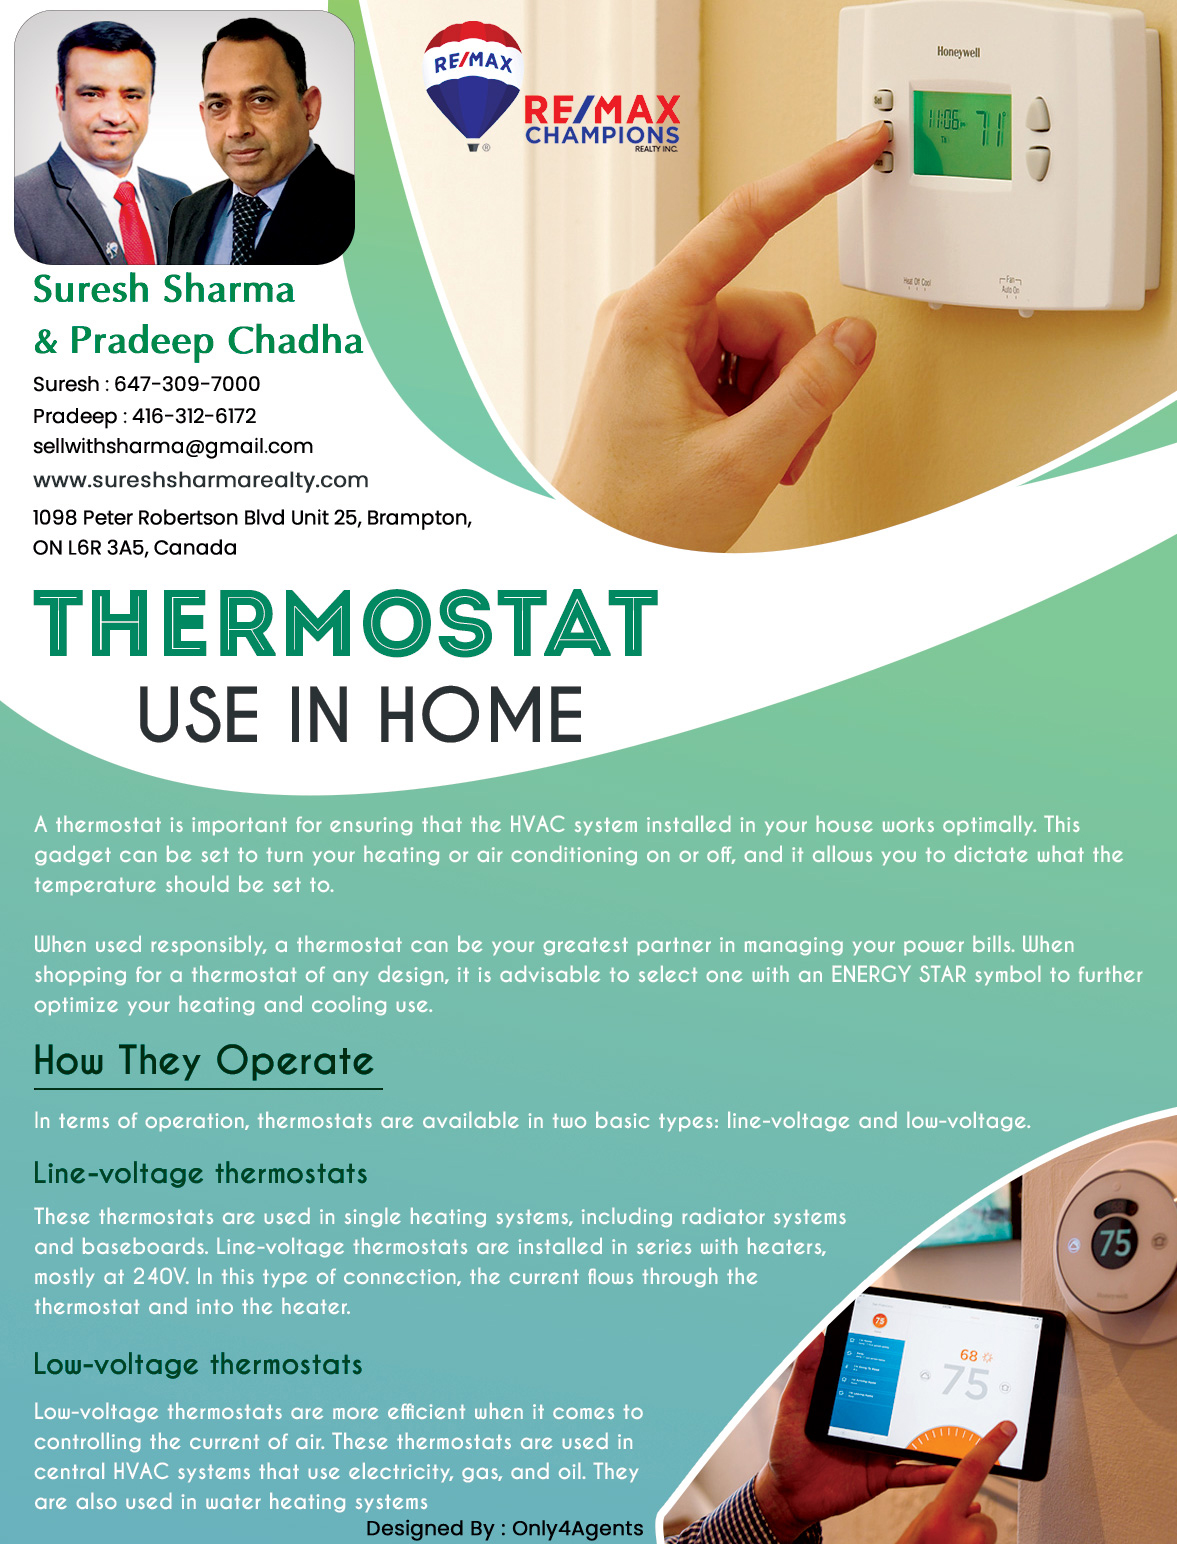 RE/MAX
®
RE/MAX
CHAMPIONS
REALTY INC.
Honeywell
Set
11:06
71°
Heat Off Cool
Fan
Auto On
Suresh Sharma
& Pradeep Chadha
Suresh : 647-309-7000
Pradeep : 416-312-6172
sellwithsharma@gmail.com
www.sureshsharmarealty.com
1098 Peter Robertson Blvd Unit 25, Brampton,
ON L6R 3A5, Canada
THERMOSTAT
USE IN HOME
A thermostat is important for ensuring that the HVAC system installed in your house works optimally. This
gadget can be set to turn your heating or air conditioning on or off, and it allows you to dictate what the
temperature should be set to.
When used responsibly, a thermostat can be your greatest partner in managing your power bills. When
shopping for a thermostat of any design, it is advisable to select one with an ENERGY STAR symbol to further
optimize your heating and cooling use.
How They Operate
In terms of operation, thermostats are available in two basic types: line-voltage and low-voltage.
Line-voltage thermostats
These thermostats are used in single heating systems, including radiator systems
and baseboards. Line-voltage thermostats are installed in series with heaters,
mostly at 240V. In this type of connection, the current flows through the
thermostat and into the heater.
Low-voltage thermostats
Low-voltage thermostats are more efficient when it comes to
controlling the current of air. These thermostats are used in
central HVAC systems that use electricity, gas, and oil. They
are also used in water heating systems
Designed By : Only4Agents
75
Honeywell
75
68
75